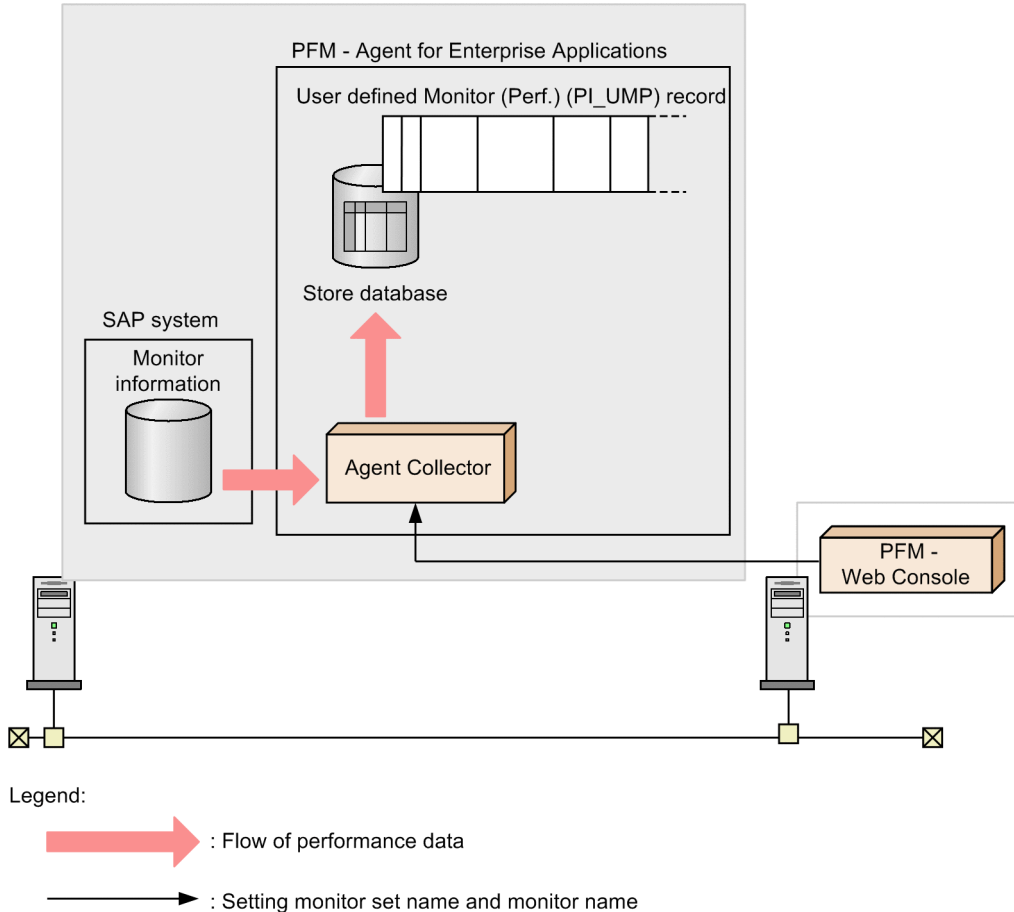 PFM - Agent for Enterprise Applications
User defined Monitor (Perf.) (PI_UMP) record
Store database
SAP system
Monitor
information
Agent Collector
PFM -
Web Console
Legend:
: Flow of performance data
: Setting monitor set name and monitor name